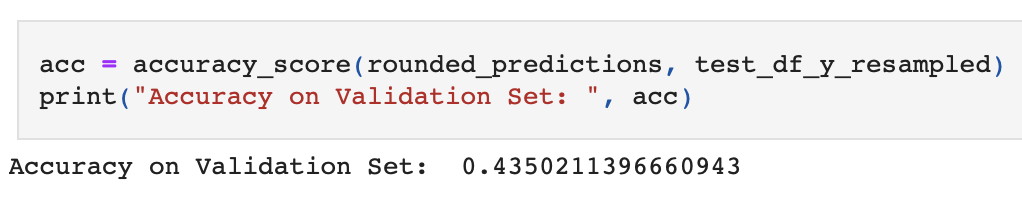 acc = accuracy_score(rounded_predictions, test_df_y_resampled)
print("Accuracy on Validation Set: ", acc)
Accuracy on Validation Set:  0.4350211396660943